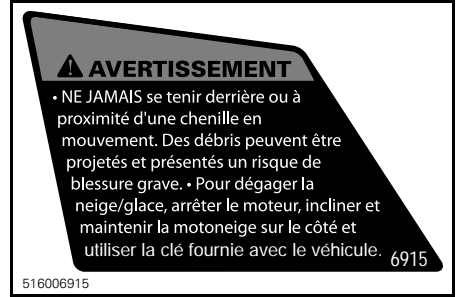 ⚠ AVERTISSEMENT
• NE JAMAIS se tenir derrière ou à
proximité d'une chenille en
mouvement. Des débris peuvent être
projetés et présentés un risque de
blessure grave. • Pour dégager la
neige/glace, arrêter le moteur, incliner et
maintenir la motoneige sur le côté et
utiliser la clé fournie avec le véhicule.
6915
516006915